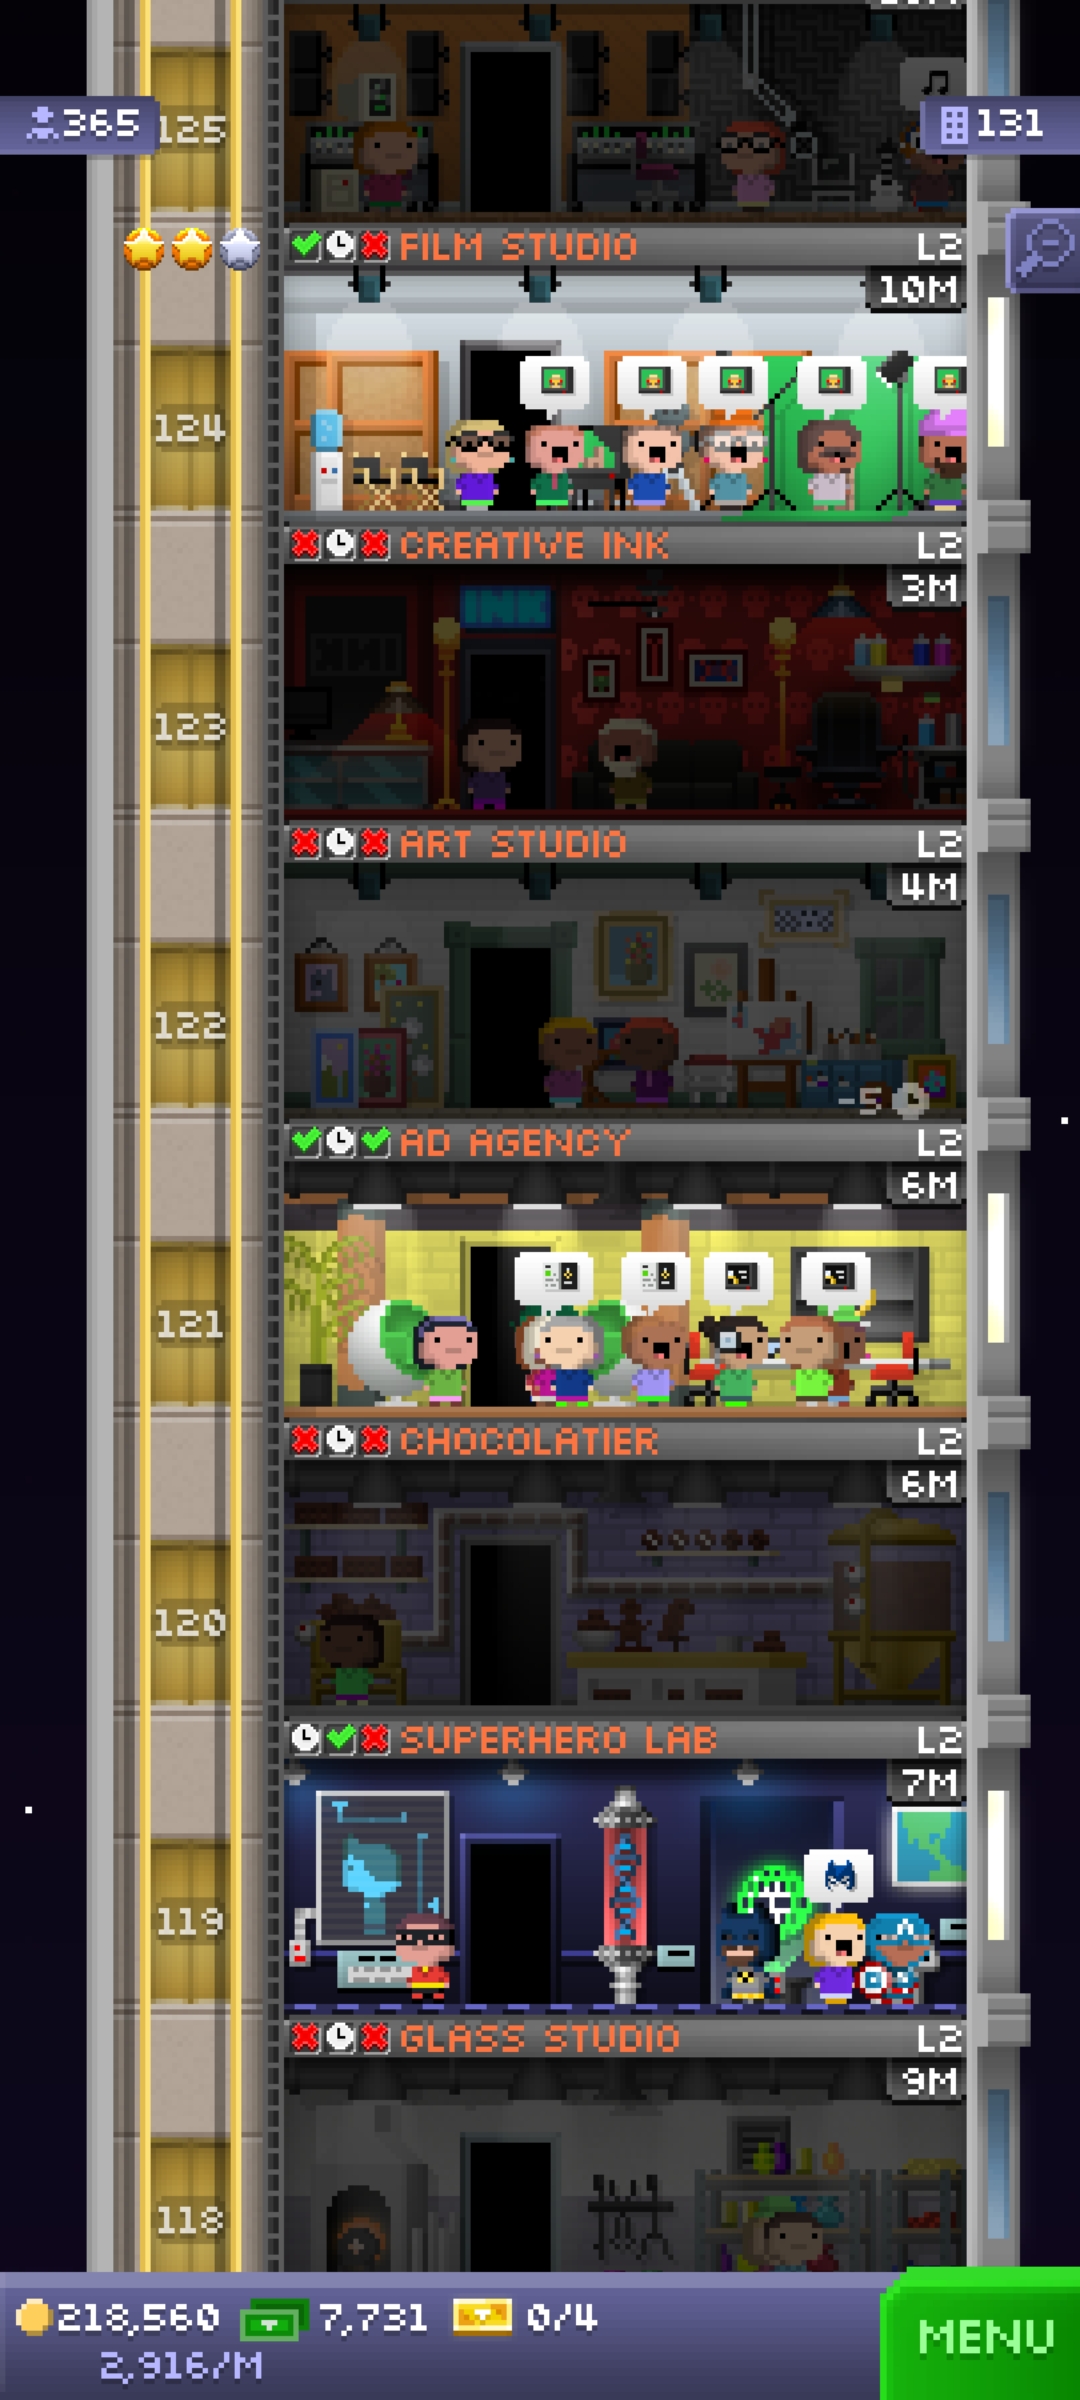 365
125
131
FILM STUDIO L2
10M
124
CREATIVE INK L2
3M
INK
123
ART STUDIO L2
4M
122
-5
AD AGENCY L2
6M
121
CHOCOLATIER L2
6M
120
SUPERHERO LAB L2
7M
119
GLASS STUDIO L2
9M
118
218,560 7,731 0/4
2,916/M
MENU